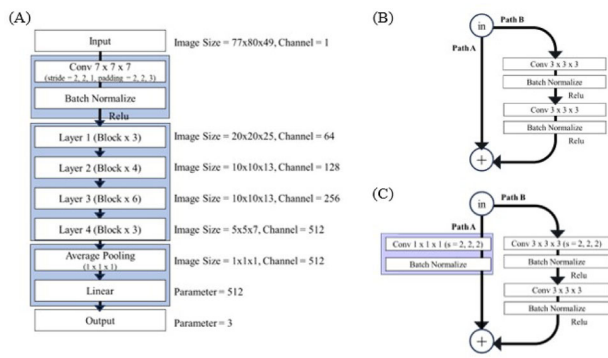 (A)
Input
Image Size = 77x80x49, Channel = 1
Conv 7 x 7 x 7
(stride = 2, 2, 1, padding = 2, 2, 3)
Batch Normalize
Relu
Layer 1 (Block x 3)
Image Size = 20x20x25, Channel = 64
Layer 2 (Block x 4)
Image Size = 10x10x13, Channel = 128
Layer 3 (Block x 6)
Image Size = 10x10x13, Channel = 256
Layer 4 (Block x 3)
Image Size = 5x5x7, Channel = 512
Average Pooling
(1 x 1 x 1)
Image Size = 1x1x1, Channel = 512
Linear
Parameter = 512
Output
Parameter = 3
(B)
in
Path B
Path A
Conv 3 x 3 x 3
Batch Normalize
Relu
Conv 3 x 3 x 3
Batch Normalize
Relu
+
(C)
in
Path B
Path A
Conv 1 x 1 x 1 (s = 2, 2, 2)
Batch Normalize
Conv 3 x 3 x 3 (s = 2, 2, 2)
Batch Normalize
Relu
Conv 3 x 3 x 3
Batch Normalize
Relu
+